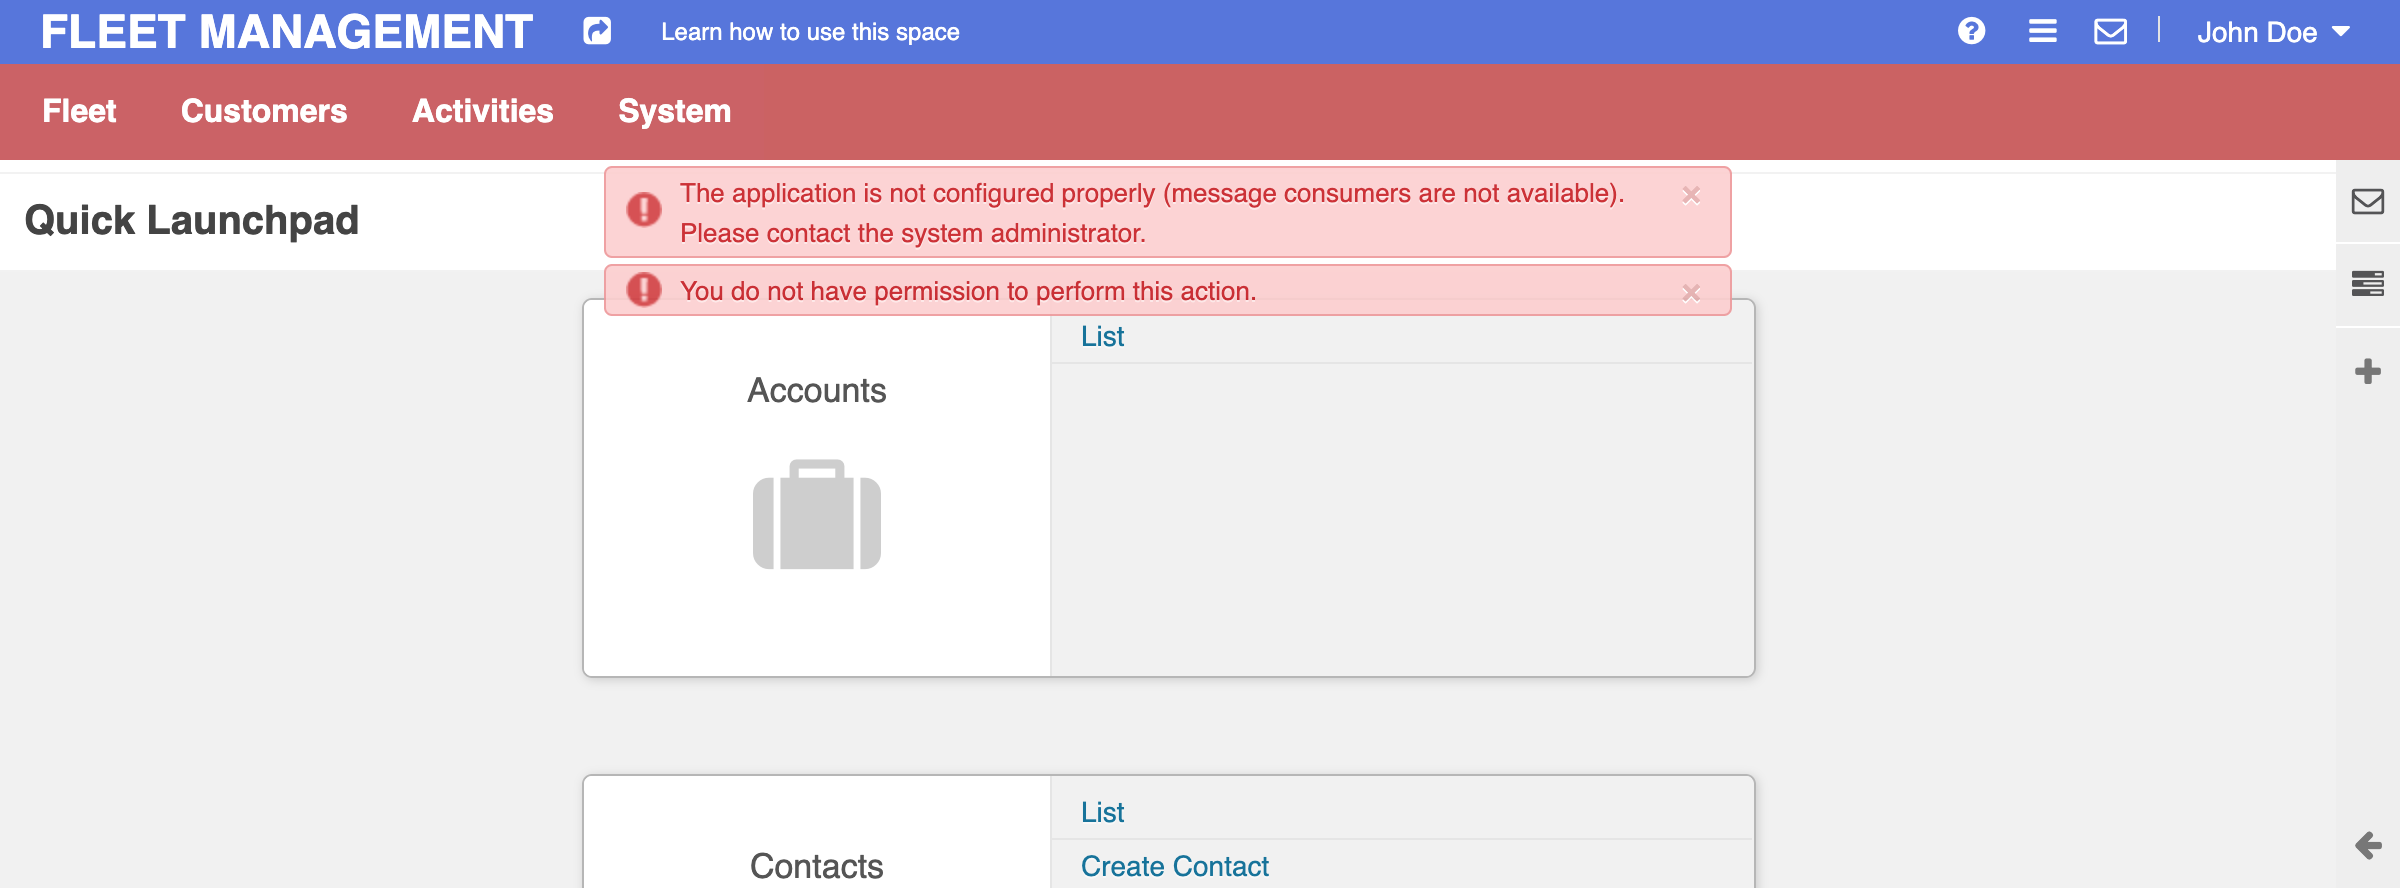 FLEET MANAGEMENT
Learn how to use this space
John Doe
Fleet
Customers
Activities
System
Quick Launchpad
The application is not configured properly (message consumers are not available).
Please contact the system administrator.
You do not have permission to perform this action.
Accounts
List
Contacts
List
Create Contact